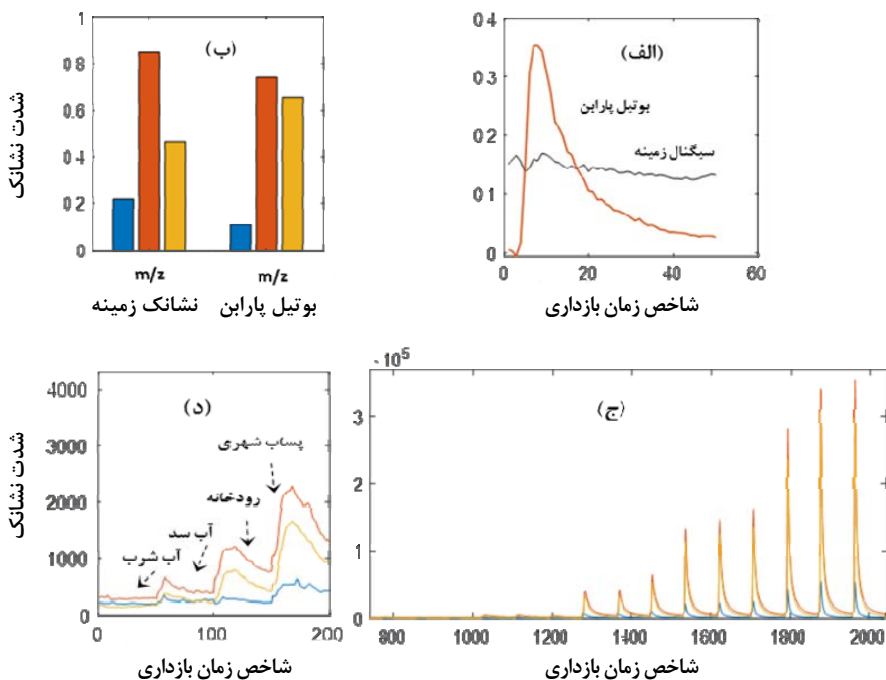 (الف)
0.4
0.3
0.2
0.1
0
بوتیل پارابن
سیگنال زمینه
0 20 40 60
شاخص زمان بازداری
(ب)
شدت نشانک
1
0.8
0.6
0.4
0.2
0
m/z m/z
نشانک زمینه بوتیل پارابن
(ج)
· 10⁵
3
2
1
0
800 1000 1200 1400 1600 1800 2000
شاخص زمان بازداری
(د)
شدت نشانک
4000
3000
2000
1000
0
پساب شهری
رودخانه
آب سد
آب شرب
0 100 200
شاخص زمان بازداری